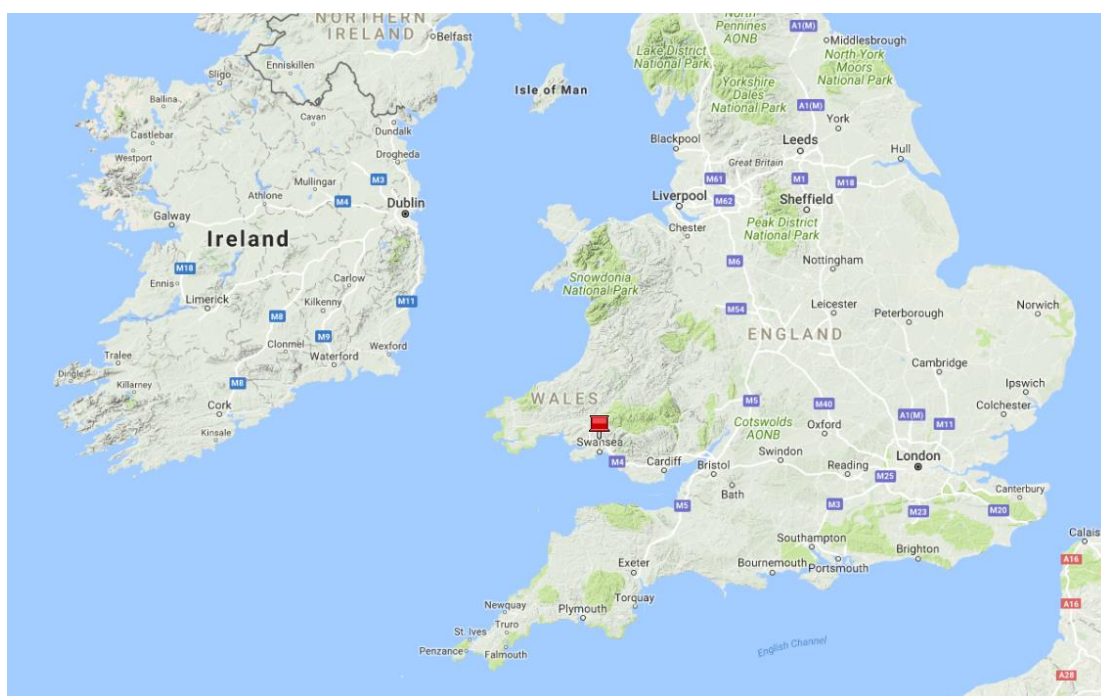 NORTHERN
IRELAND
Belfast
Sligo
Enniskillen
Isle of Man
Lake District
National Park
North
Pennines
AONB
A1(M)
Middlesbrough
North York
Moors
National Park
Yorkshire
Dales
National Park
A1(M)
York
Ballina
Cavan
Dundalk
Castlebar
Westport
Drogheda
Blackpool
Leeds
Hull
Great Britain
M61
M1
M18
M3
Mullingar
Athlone
M4
Dublin
Galway
Ireland
Liverpool
M62
Sheffield
Chester
Peak District
National Park
M18
Ennis
Limerick
Carlow
Kilkenny
M11
M8
M9
Snowdonia
National Park
M6
Nottingham
M54
Leicester
Peterborough
Norwich
ENGLAND
Clonmel
Wexford
Waterford
Tralee
Dingle
Killarney
M8
Cork
Kinsale
WALES
Cambridge
Ipswich
Colchester
M5
M40
A1(M)
M11
Cotswolds
AONB
Oxford
Swansea
M4
Cardiff
Bristol
Swindon
Reading
London
M25
Bath
Canterbury
M5
M3
M23
M20
Southampton
Brighton
Calais
Exeter
Bournemouth
Portsmouth
A16
Torquay
Newquay
Plymouth
A16
St. Ives
Truro
Penzance
Falmouth
English Channel
A28